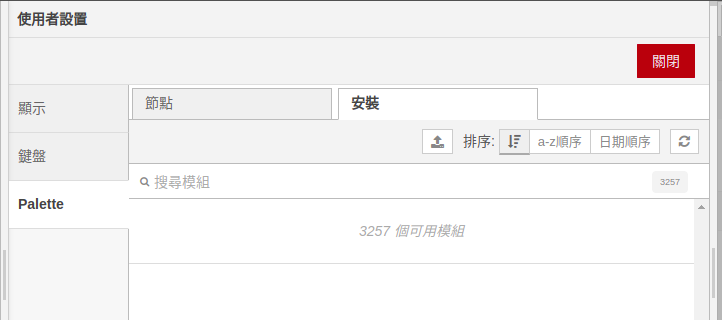 使用者設置
關閉
顯示
鍵盤
Palette
節點
安裝
排序:
a-z順序
日期順序
搜尋模組
3257
3257 個可用模組